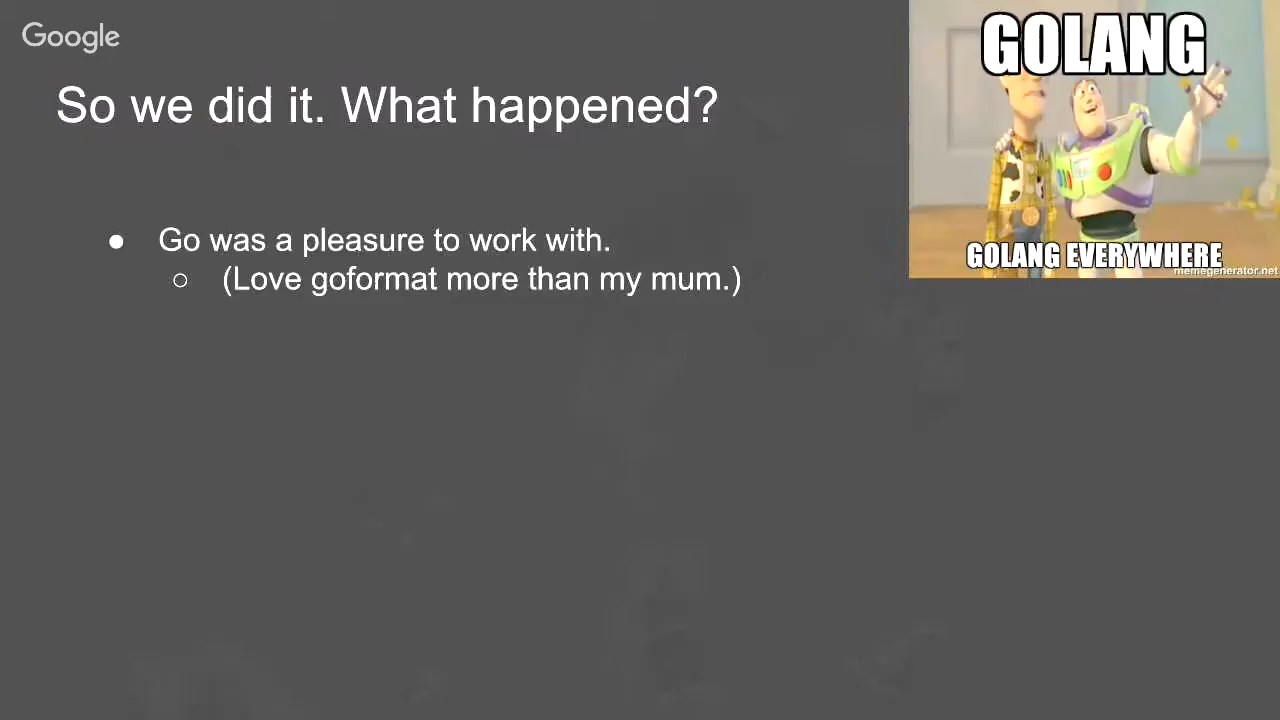 Google
GOLANG
So we did it. What happened?
● Go was a pleasure to work with.
○ (Love goformat more than my mum.)
GOLANG EVERYWHERE
memegenerator.net